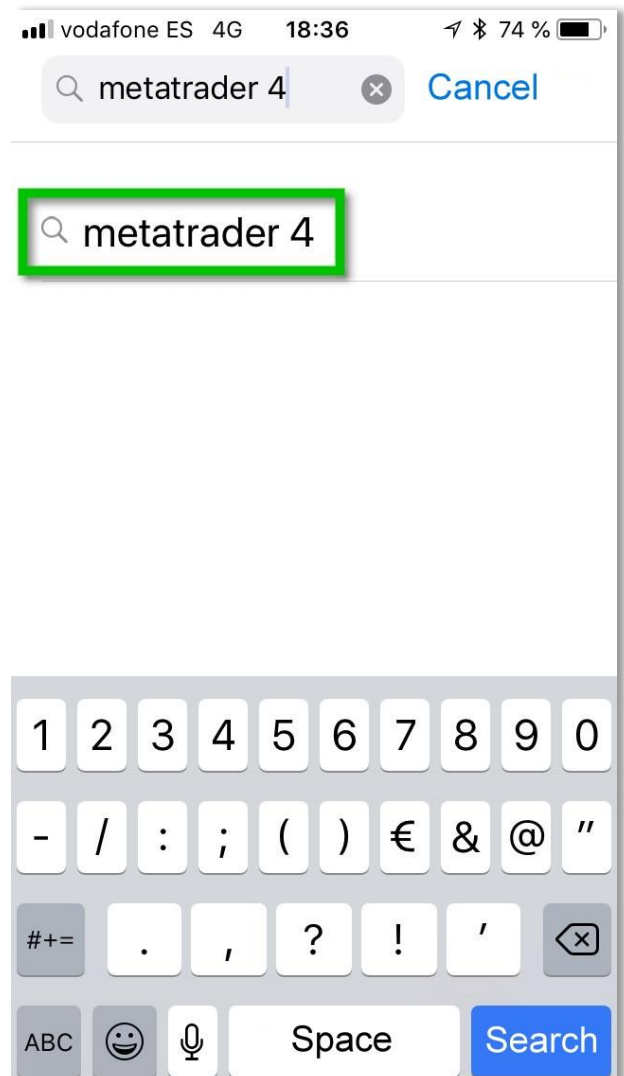 vodafone ES 4G 18:36 74 %
metatrader 4 Cancel
metatrader 4
1 2 3 4 5 6 7 8 9 0
- / : ; ( ) € & @ "
#+= . , ? ! '
ABC Space Search